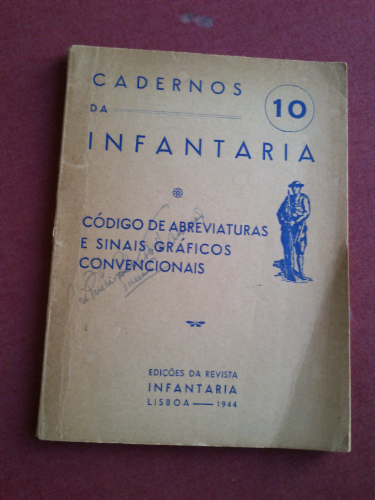 CADERNOS
10
DA
INFANTARIA
CÓDIGO DE ABREVIATURAS
E SINAIS GRÁFICOS
CONVENCIONAIS
EDIÇÕES DA REVISTA
INFANTARIA
LISBOA — 1944